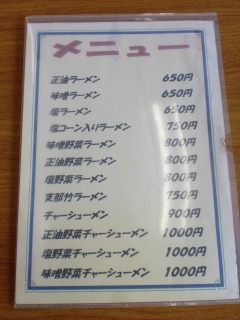 メニュー
正油ラーメン 650円
味噌ラーメン 650円
塩ラーメン 650円
塩コーン入りラーメン 750円
味噌野菜ラーメン 800円
正油野菜ラーメン 800円
塩野菜ラーメン 800円
支那竹ラーメン 750円
チャーシューメン 900円
正油野菜チャーシューメン 1000円
塩野菜チャーシューメン 1000円
味噌野菜チャーシューメン 1000円